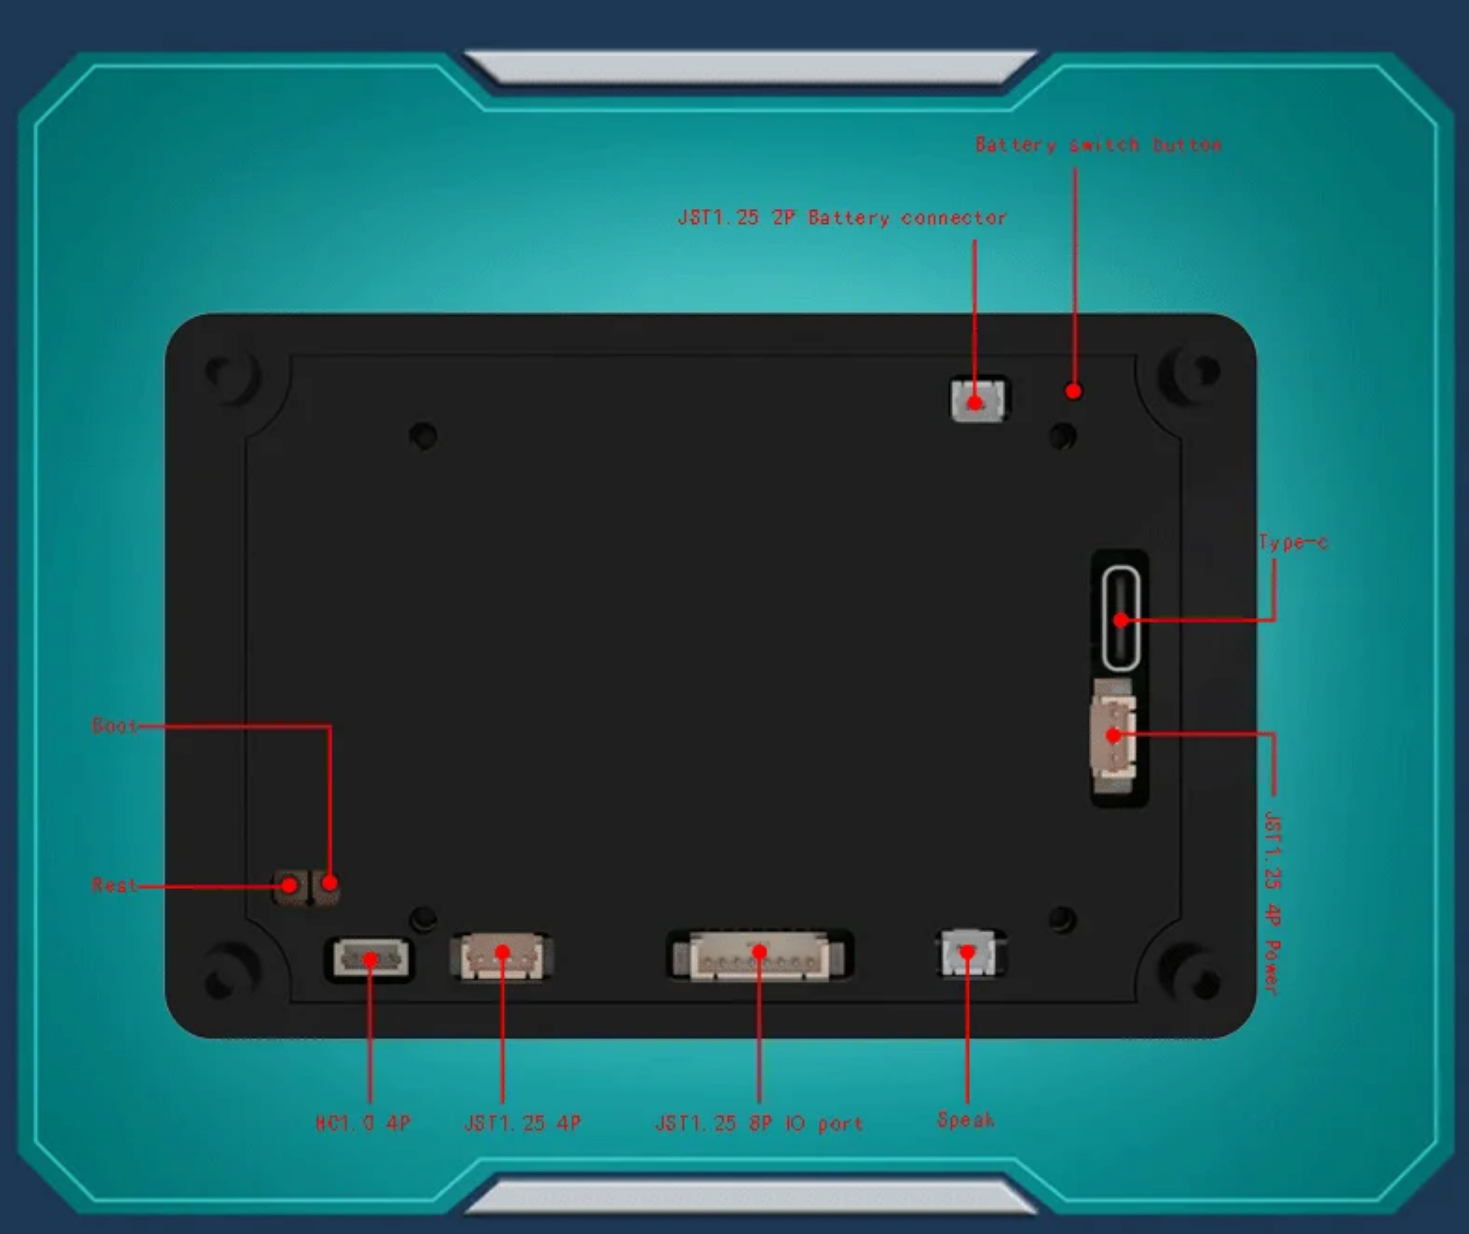 Battery switch button
JST1.25 2P Battery connector
Type-c
Boot
JST1.25 4P Power
Rest
HC1.0 4P
JST1.25 4P
JST1.25 8P IO port
Speak